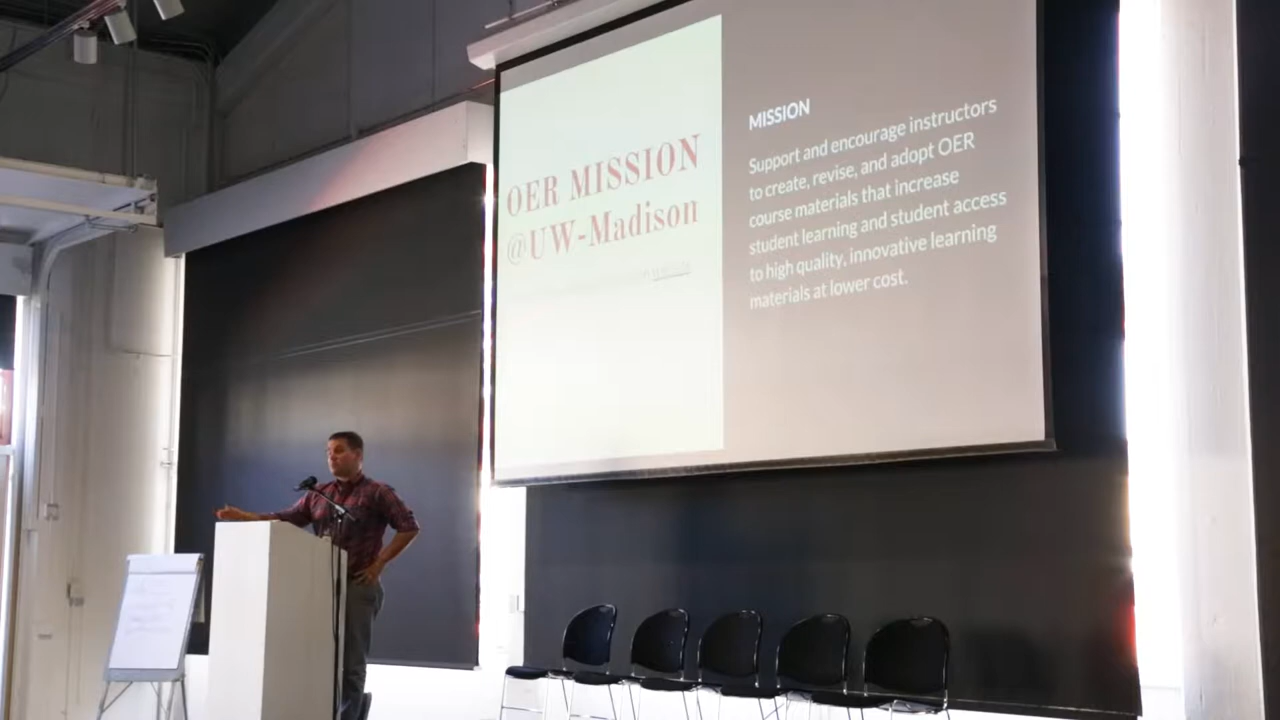 OER MISSION
@UW-Madison
MISSION
Support and encourage instructors
to create, revise, and adopt OER
course materials that increase
student learning and student access
to high quality, innovative learning
materials at lower cost.